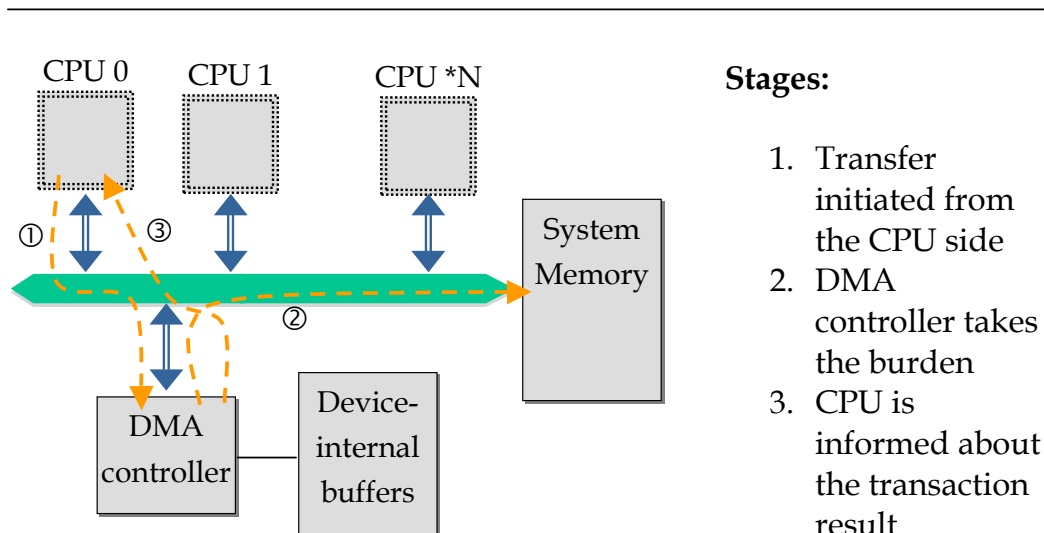 CPU 0
CPU 1
CPU *N
①
③
②
System
Memory
DMA
controller
Device-
internal
buffers
Stages:
1. Transfer
initiated from
the CPU side
2. DMA
controller takes
the burden
3. CPU is
informed about
the transaction
result